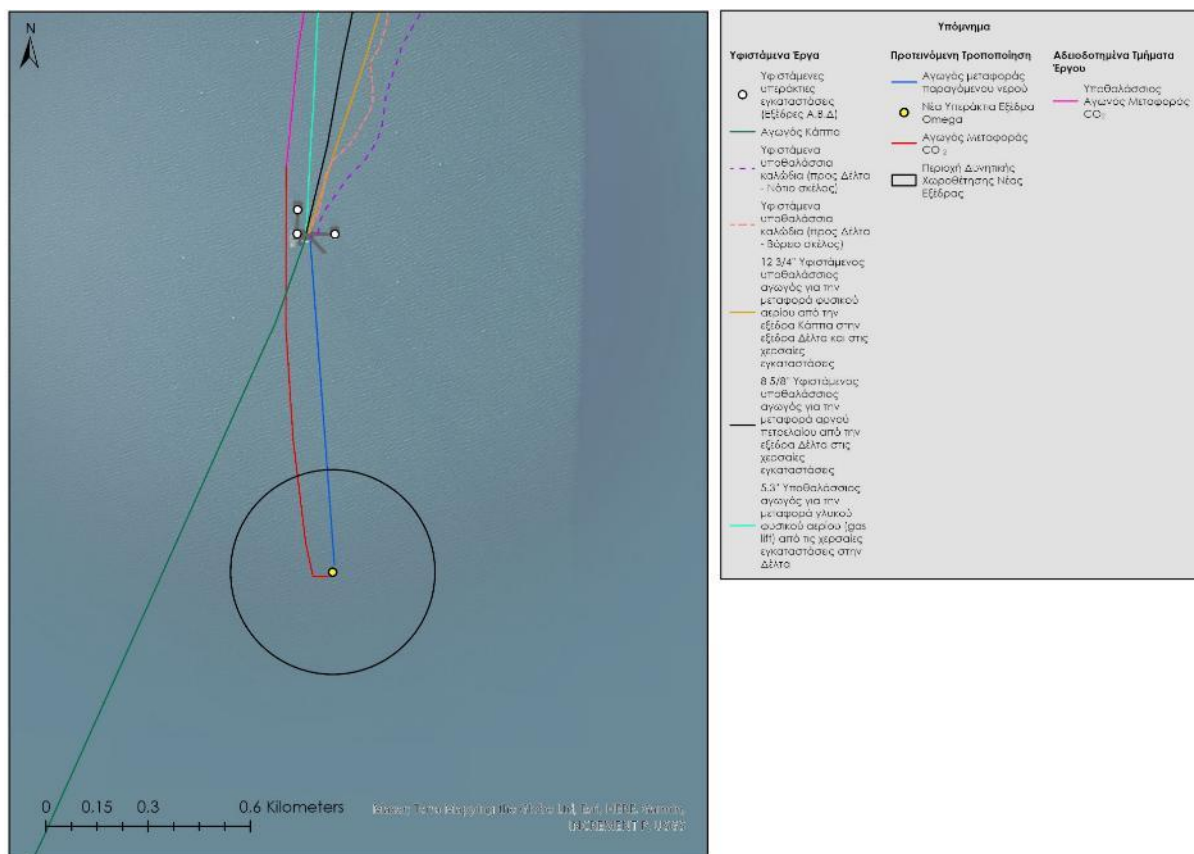 N
0 0.15 0.3 0.6 Kilometers
Υπόμνημα
Υφιστάμενα Έργα
Υφιστάμενες
υπεράκτιες
εγκαταστάσεις
(Εξέδρες Α.Β.Δ)
Αγωγός Κάππα
Υφιστάμενα
υποθαλάσσια
καλώδια (προς Δέλτα
- Νότιο σκέλος)
Υφιστάμενα
υποθαλάσσια
καλώδια (προς Δέλτα
- Βόρειο σκέλος)
12 3/4" Υφιστάμενος
υποθαλάσσιος
αγωγός για την
μεταφορά φυσικού
αερίου από την
εξέδρα Κάππα στην
εξέδρα Δέλτα και στις
χερσαίες
εγκαταστάσεις
8 5/8" Υφιστάμενος
υποθαλάσσιος
αγωγός για την
μεταφορά αργού
πετρελαίου από την
εξέδρα Δέλτα στις
χερσαίες
εγκαταστάσεις
5.3" Υποθαλάσσιος
αγωγός για την
μεταφορά γλυκού
φυσικού αερίου (gas
lift) από τις χερσαίες
εγκαταστάσεις στην
Δέλτα
Προτεινόμενη Τροποποίηση
Αγωγός μεταφοράς
παραγόμενου νερού
Νέα Υπεράκτια Εξέδρα
Omega
Αγωγός Μεταφοράς
CO₂
Περιοχή Δυνητικής
Χωροθέτησης Νέας
Εξέδρας
Αδειοδοτημένα Τμήματα
Έργου
Υποθαλάσσιος
Αγωγός Μεταφοράς
CO₂